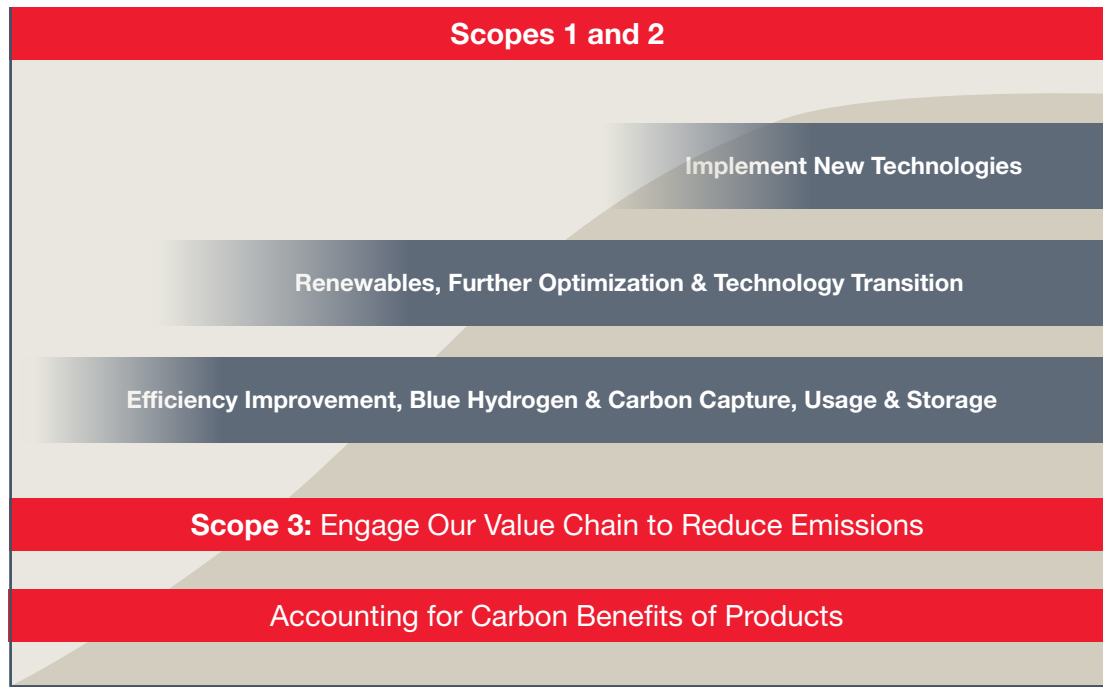 Scopes 1 and 2
Implement New Technologies
Renewables, Further Optimization & Technology Transition
Efficiency Improvement, Blue Hydrogen & Carbon Capture, Usage & Storage
Scope 3: Engage Our Value Chain to Reduce Emissions
Accounting for Carbon Benefits of Products